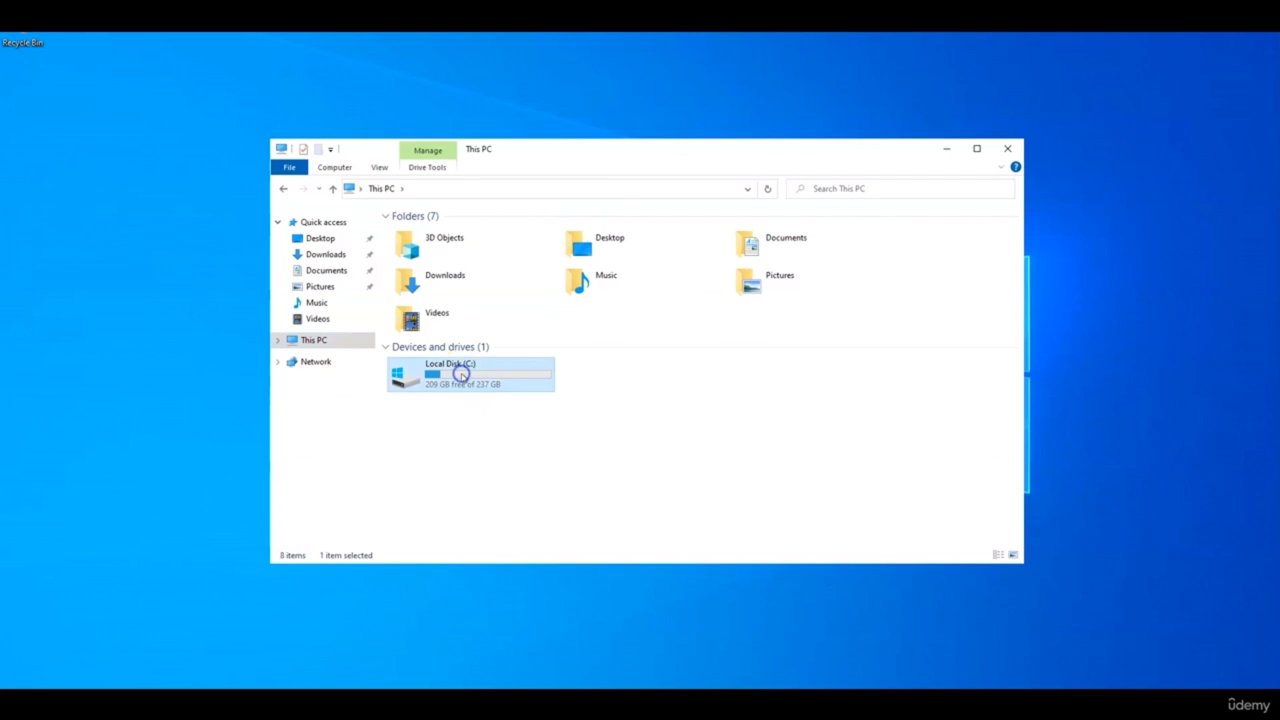 Recycle Bin
Manage
This PC
File
Computer
View
Drive Tools
This PC
Search This PC
Quick access
Desktop
Downloads
Documents
Pictures
Music
Videos
This PC
Network
Folders (7)
3D Objects
Desktop
Documents
Downloads
Music
Pictures
Videos
Devices and drives (1)
Local Disk (C:)
209 GB free of 237 GB
8 items
1 item selected
ûdemy